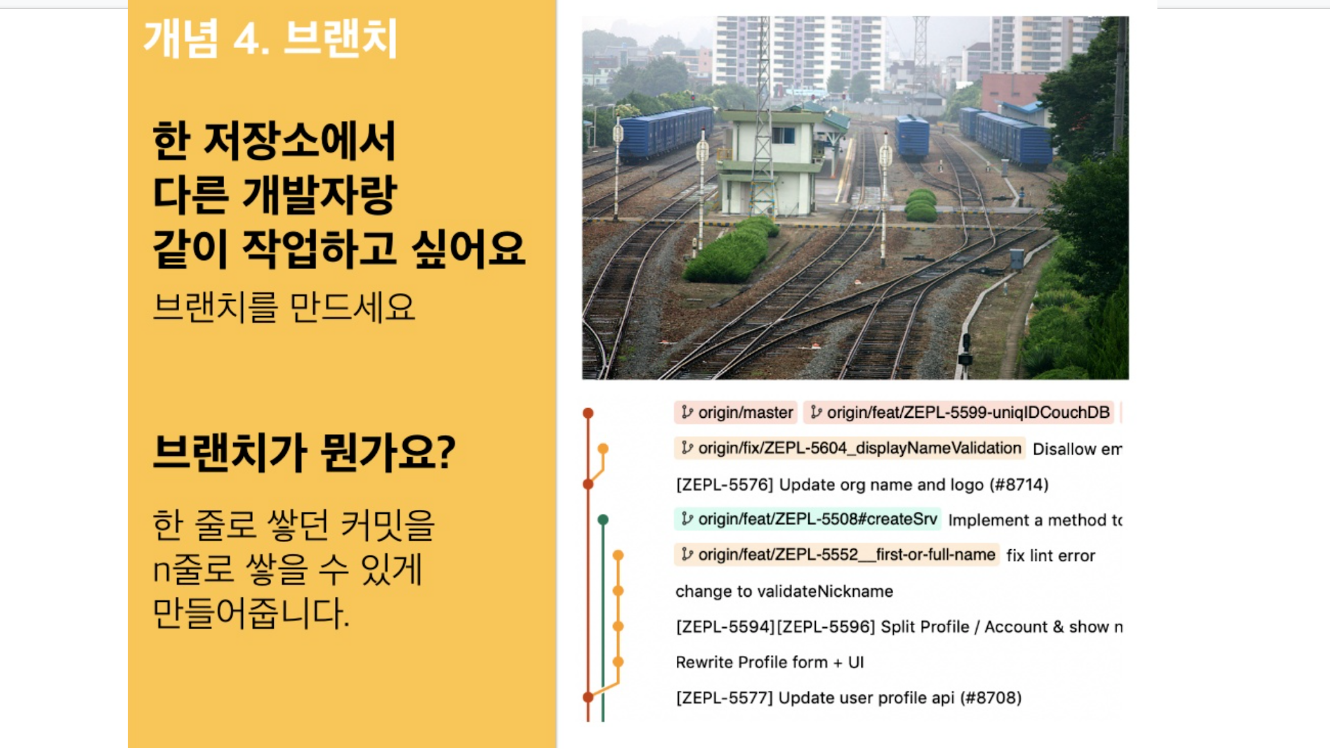 개념 4. 브랜치
한 저장소에서
다른 개발자랑
같이 작업하고 싶어요
브랜치를 만드세요
브랜치가 뭔가요?
한 줄로 쌓던 커밋을
n줄로 쌓을 수 있게
만들어줍니다.
origin/master origin/feat/ZEPL-5599-uniqIDCouchDB
origin/fix/ZEPL-5604_displayNameValidation Disallow em
[ZEPL-5576] Update org name and logo (#8714)
origin/feat/ZEPL-5508#createSrv Implement a method to
origin/feat/ZEPL-5552__first-or-full-name fix lint error
change to validateNickname
[ZEPL-5594][ZEPL-5596] Split Profile / Account & show n
Rewrite Profile form + UI
[ZEPL-5577] Update user profile api (#8708)